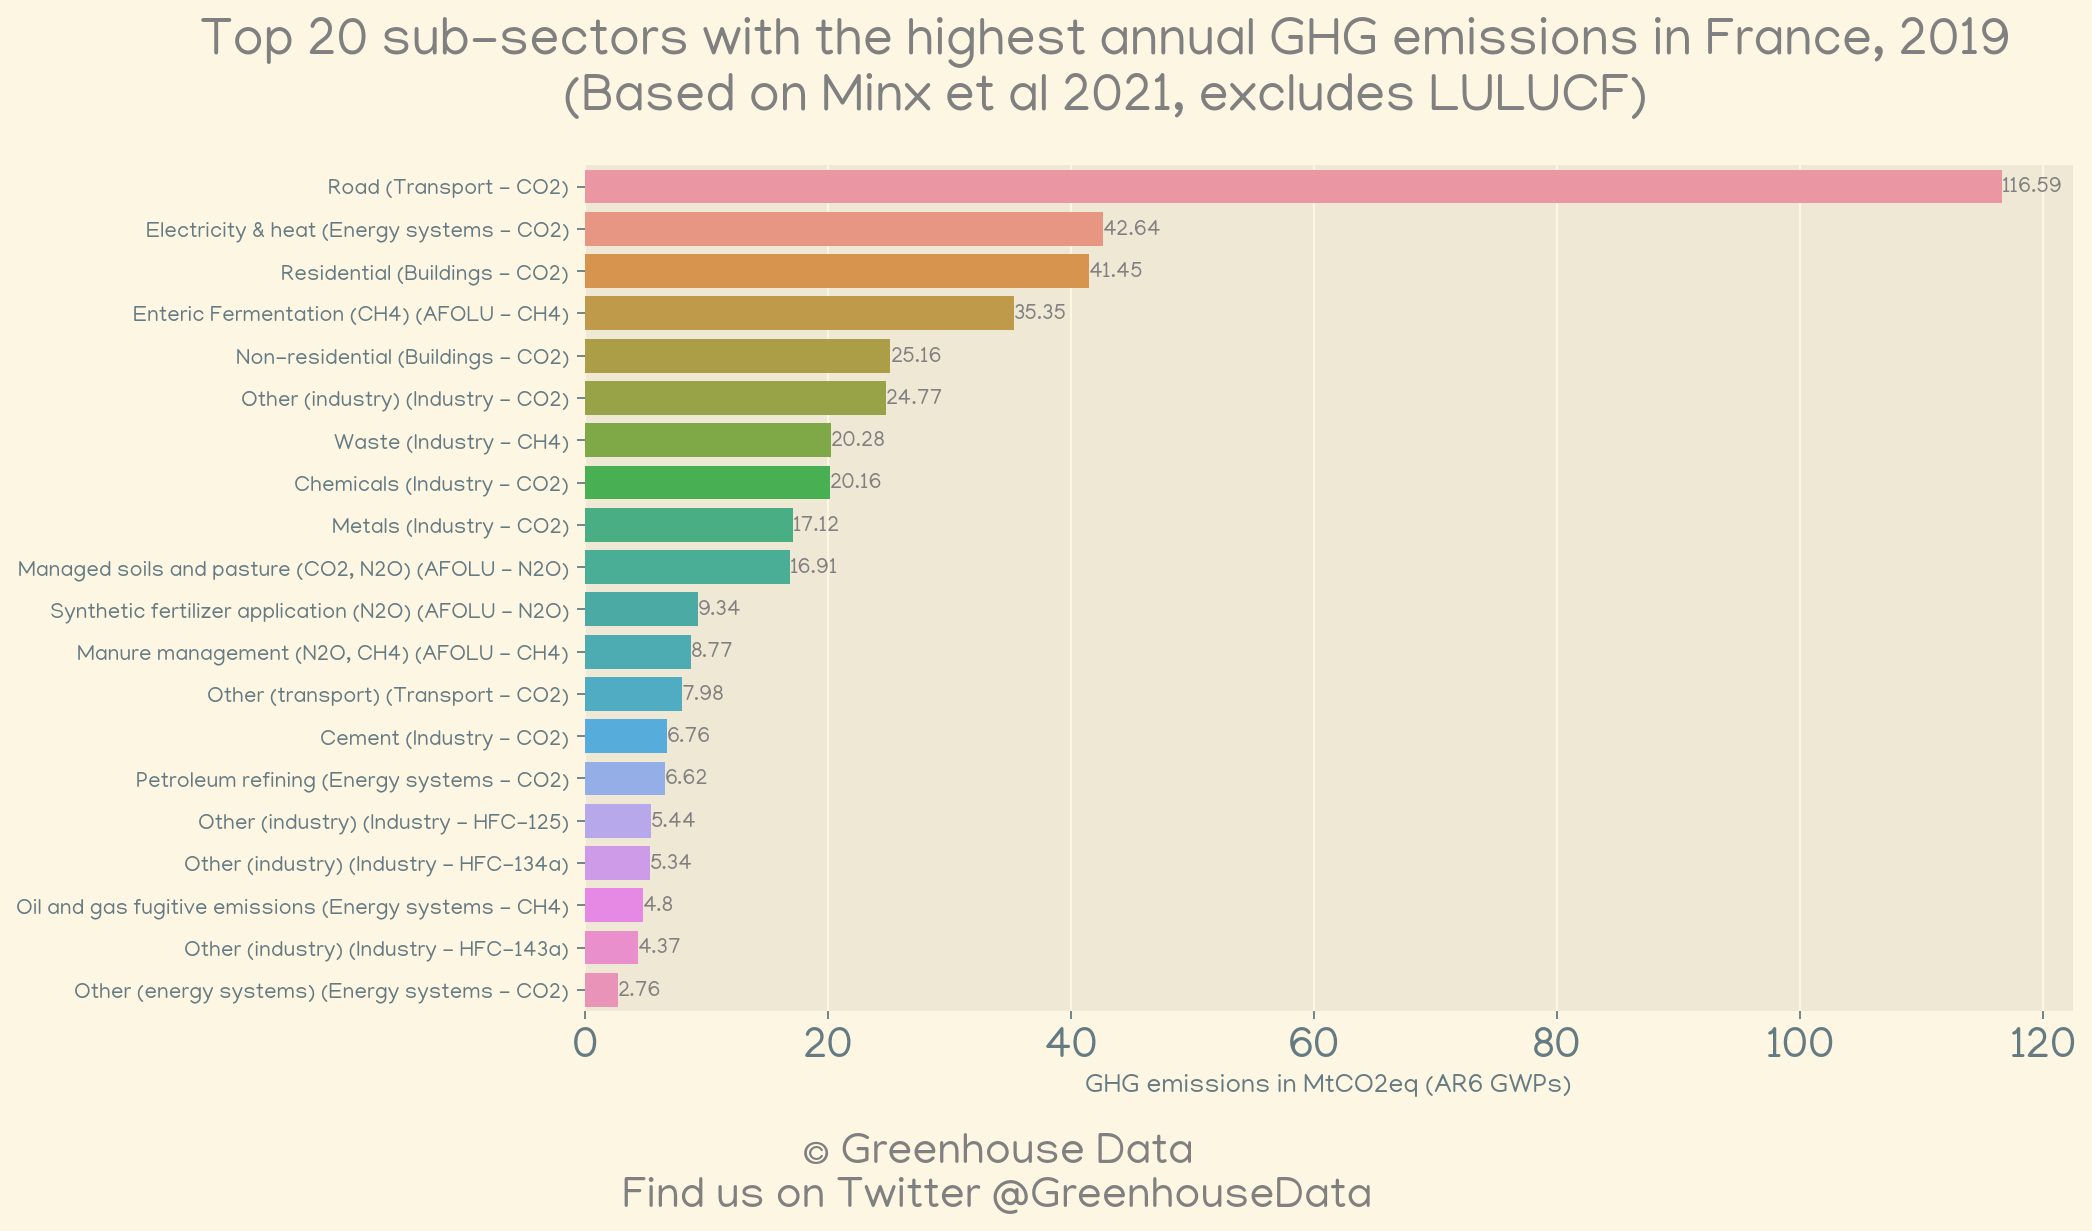 Top 20 sub-sectors with the highest annual GHG emissions in France, 2019
(Based on Minx et al 2021, excludes LULUCF)
Road (Transport - CO2) 116.59
Electricity & heat (Energy systems - CO2) 42.64
Residential (Buildings - CO2) 41.45
Enteric Fermentation (CH4) (AFOLU - CH4) 35.35
Non-residential (Buildings - CO2) 25.16
Other (industry) (Industry - CO2) 24.77
Waste (Industry - CH4) 20.28
Chemicals (Industry - CO2) 20.16
Metals (Industry - CO2) 17.12
Managed soils and pasture (CO2, N2O) (AFOLU - N2O) 16.91
Synthetic fertilizer application (N2O) (AFOLU - N2O) 9.34
Manure management (N2O, CH4) (AFOLU - CH4) 8.77
Other (transport) (Transport - CO2) 7.98
Cement (Industry - CO2) 6.76
Petroleum refining (Energy systems - CO2) 6.62
Other (industry) (Industry - HFC-125) 5.44
Other (industry) (Industry - HFC-134a) 5.34
Oil and gas fugitive emissions (Energy systems - CH4) 4.8
Other (industry) (Industry - HFC-143a) 4.37
Other (energy systems) (Energy systems - CO2) 2.76
0 20 40 60 80 100 120
GHG emissions in MtCO2eq (AR6 GWPs)
© Greenhouse Data
Find us on Twitter @GreenhouseData